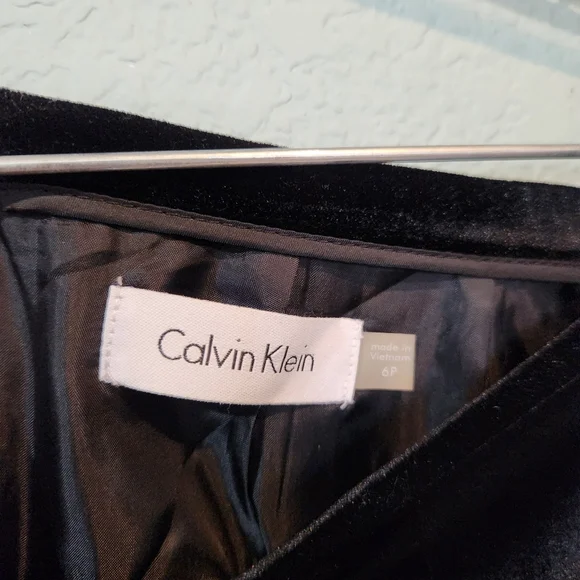 Calvin Klein
made in
Vietnam
6P